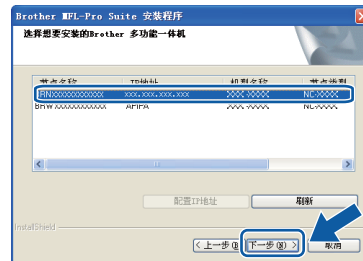 Brother MFL-Pro Suite 安装程序
选择想要安装的Brother 多功能一体机
节点名称 IP地址 机型名称 节点类型
BRNXXXXXXXXXXXX XXX.XXX.XXX.XXX XXX-XXXX NC-XXXX
BRWXXXXXXXXXXXX APIPA XXX-XXXX NC-XXXX
配置IP地址 刷新
InstallShield
< 上一步(B) 下一步(N) > 取消